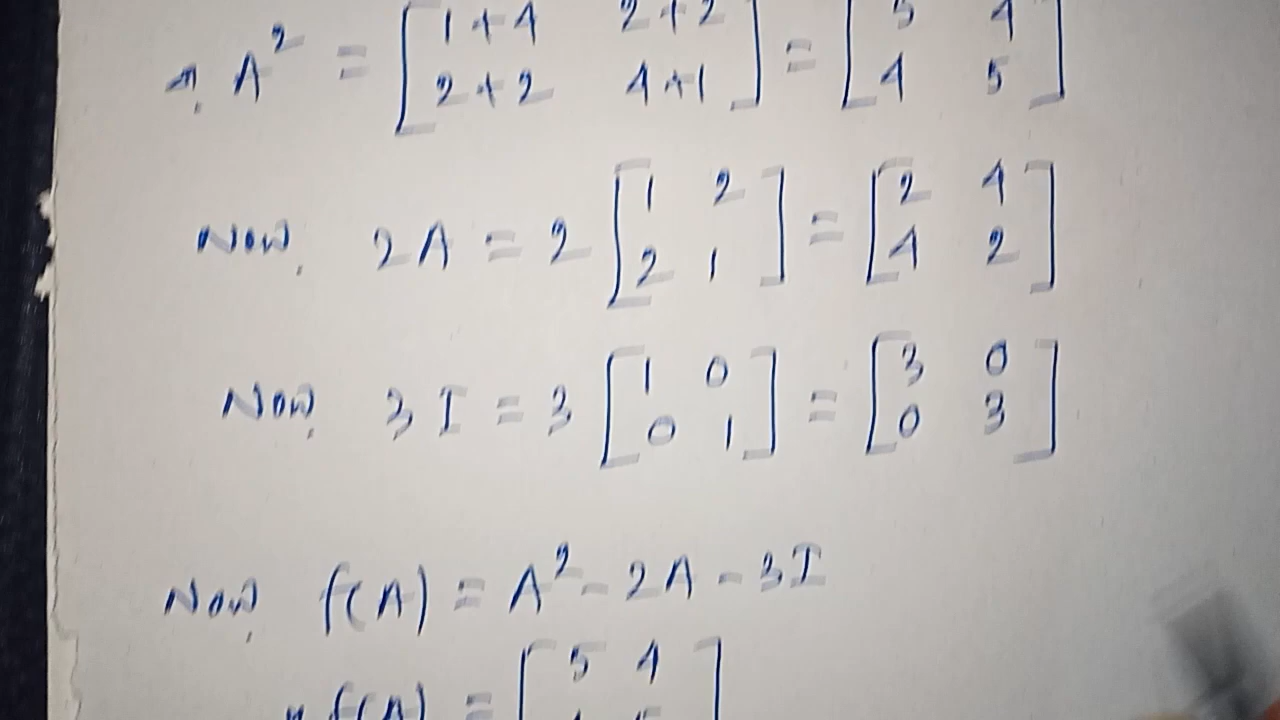 ⇒, A² = [1+4 2+2
2+2 4+1] = [5 4
4 5]
Now, 2A = 2 [1 2
2 1] = [2 4
4 2]
Now, 3I = 3 [1 0
0 1] = [3 0
0 3]
Now, f(A) = A² - 2A - 3I
f(A) = [5 4